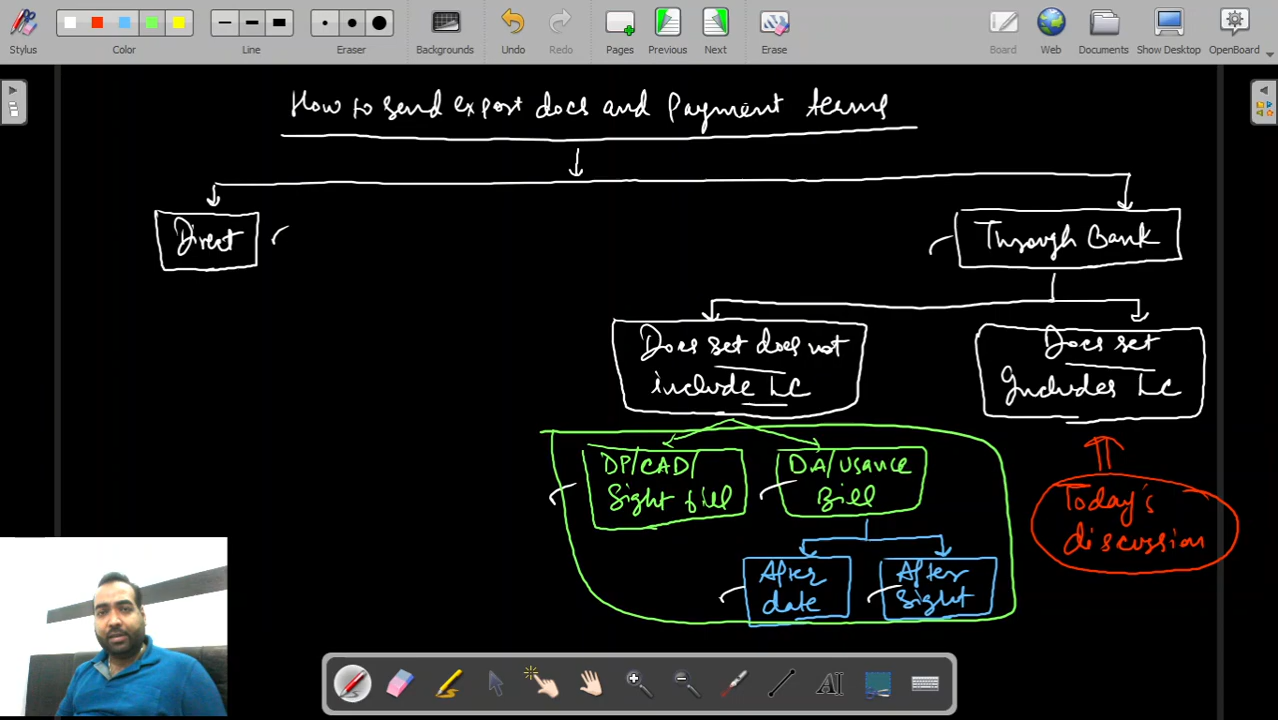 Stylus
Color
Line
Eraser
Backgrounds
Undo
Redo
Pages
Previous
Next
Erase
Board
Web
Documents
Show Desktop
OpenBoard
How to send export docs and Payment terms
Direct
Through Bank
Docs set does not
include LC
Docs set
Includes LC
DP/CAD/
Sight bill
DA/usance
Bill
After
date
After
Sight
Today's
discussion